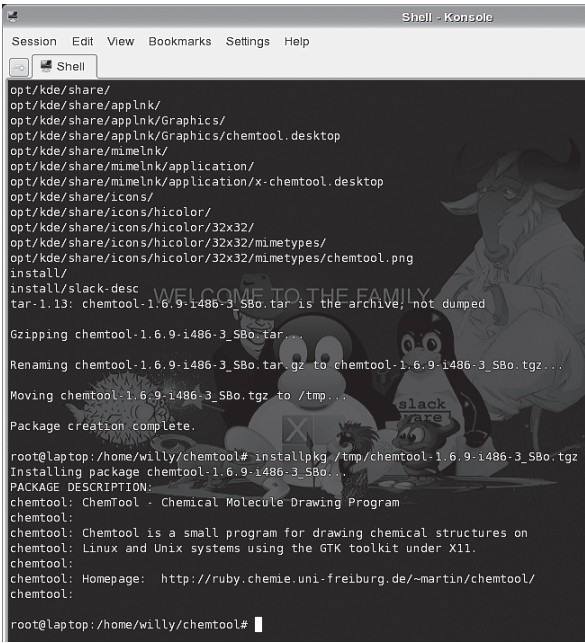 Shell - Konsole
Session Edit View Bookmarks Settings Help
Shell
opt/kde/share/
opt/kde/share/applnk/
opt/kde/share/applnk/Graphics/
opt/kde/share/applnk/Graphics/chemtool.desktop
opt/kde/share/mimelnk/
opt/kde/share/mimelnk/application/
opt/kde/share/mimelnk/application/x-chemtool.desktop
opt/kde/share/icons/
opt/kde/share/icons/hicolor/
opt/kde/share/icons/hicolor/32x32/
opt/kde/share/icons/hicolor/32x32/mimetypes/
opt/kde/share/icons/hicolor/32x32/mimetypes/chemtool.png
install/
install/slack-desc
WELCOME TO THE FAMILY
tar-1.13: chemtool-1.6.9-i486-3_SBo.tar is the archive; not dumped
Gzipping chemtool-1.6.9-i486-3_SBo.tar...
Renaming chemtool-1.6.9-i486-3_SBo.tar.gz to chemtool-1.6.9-i486-3_SBo.tgz...
Moving chemtool-1.6.9-i486-3_SBo.tgz to /tmp...
slack
ware
Package creation complete.
root@laptop:/home/willy/chemtool# installpkg /tmp/chemtool-1.6.9-i486-3_SBo.tgz
Installing package chemtool-1.6.9-i486-3_SBo...
PACKAGE DESCRIPTION:
chemtool: ChemTool - Chemical Molecule Drawing Program
chemtool:
chemtool: Chemtool is a small program for drawing chemical structures on
chemtool: Linux and Unix systems using the GTK toolkit under X11.
chemtool:
chemtool: Homepage: http://ruby.chemie.uni-freiburg.de/~martin/chemtool/
chemtool:
root@laptop:/home/willy/chemtool#